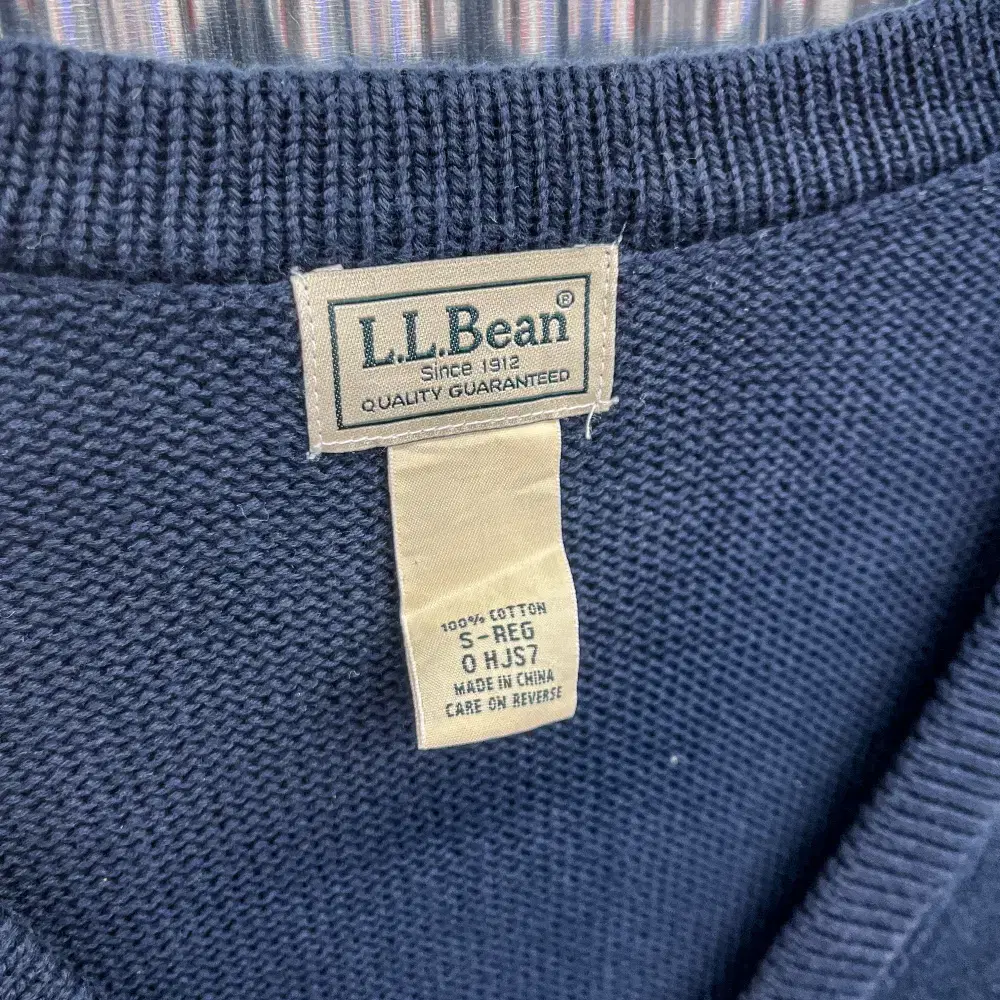 L.L.Bean®
Since 1912
QUALITY GUARANTEED
100% COTTON
S-REG
0 HJS7
MADE IN CHINA
CARE ON REVERSE